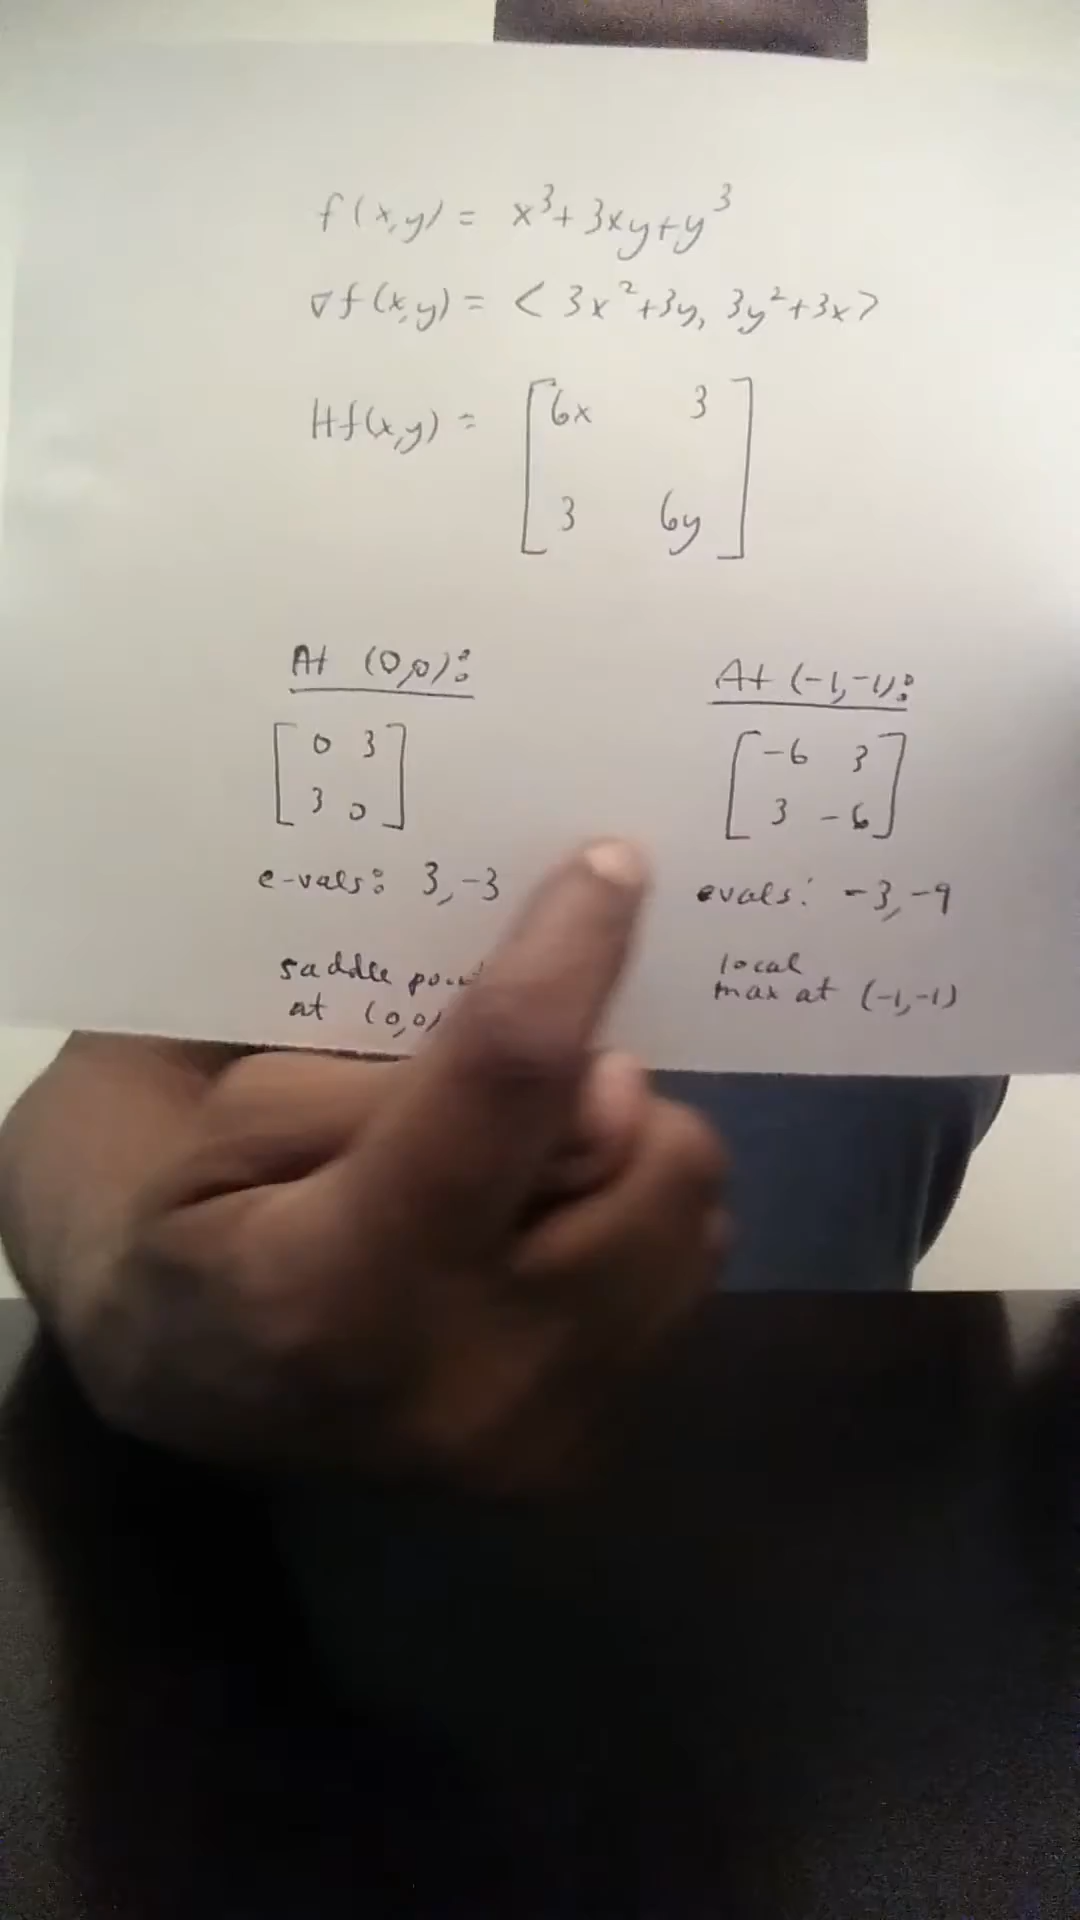 f(x,y) = x³+3xy+y³
∇f(x,y) = <3x²+3y, 3y²+3x>
Hf(x,y) = [6x 3
3 6y]
At (0,0):
[0 3
3 0]
e-vals: 3,-3
saddle
at (0,0)
At (-1,-1):
[-6 3
3 -6]
evals: -3,-9
local
max at (-1,-1)